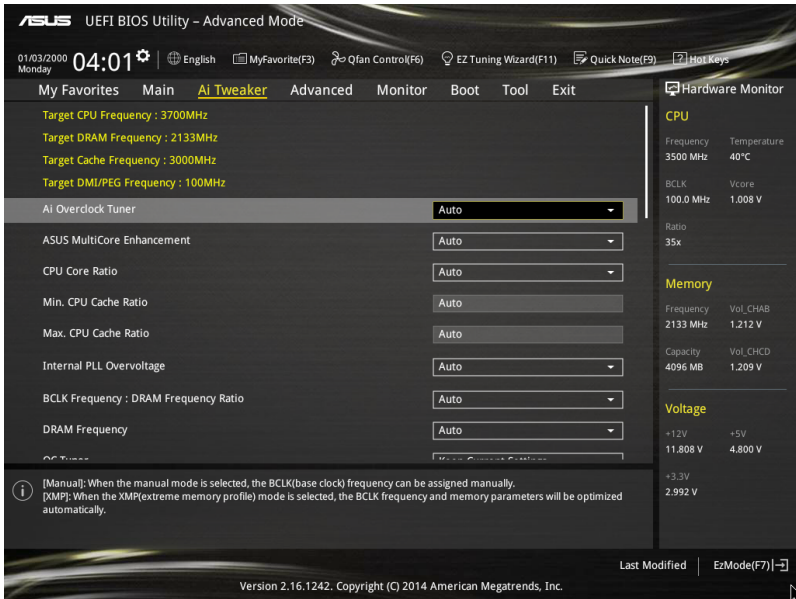 ASUS UEFI BIOS Utility – Advanced Mode
01/03/2000
Monday
04:01
English
MyFavorite(F3)
Qfan Control(F6)
EZ Tuning Wizard(F11)
Quick Note(F9)
? Hot Keys
My Favorites
Main
Ai Tweaker
Advanced
Monitor
Boot
Tool
Exit
Target CPU Frequency : 3700MHz
Target DRAM Frequency : 2133MHz
Target Cache Frequency : 3000MHz
Target DMI/PEG Frequency : 100MHz
Ai Overclock Tuner Auto
ASUS MultiCore Enhancement Auto
CPU Core Ratio Auto
Min. CPU Cache Ratio Auto
Max. CPU Cache Ratio Auto
Internal PLL Overvoltage Auto
BCLK Frequency : DRAM Frequency Ratio Auto
DRAM Frequency Auto
OC Tuner Keep Current Settings
[Manual]: When the manual mode is selected, the BCLK(base clock) frequency can be assigned manually.
[XMP]: When the XMP(extreme memory profile) mode is selected, the BCLK frequency and memory parameters will be optimized
automatically.
Hardware Monitor
CPU
Frequency Temperature
3500 MHz 40°C
BCLK Vcore
100.0 MHz 1.008 V
Ratio
35x
Memory
Frequency Vol_CHAB
2133 MHz 1.212 V
Capacity Vol_CHCD
4096 MB 1.209 V
Voltage
+12V +5V
11.808 V 4.800 V
+3.3V
2.992 V
Last Modified
EzMode(F7)
Version 2.16.1242. Copyright (C) 2014 American Megatrends, Inc.